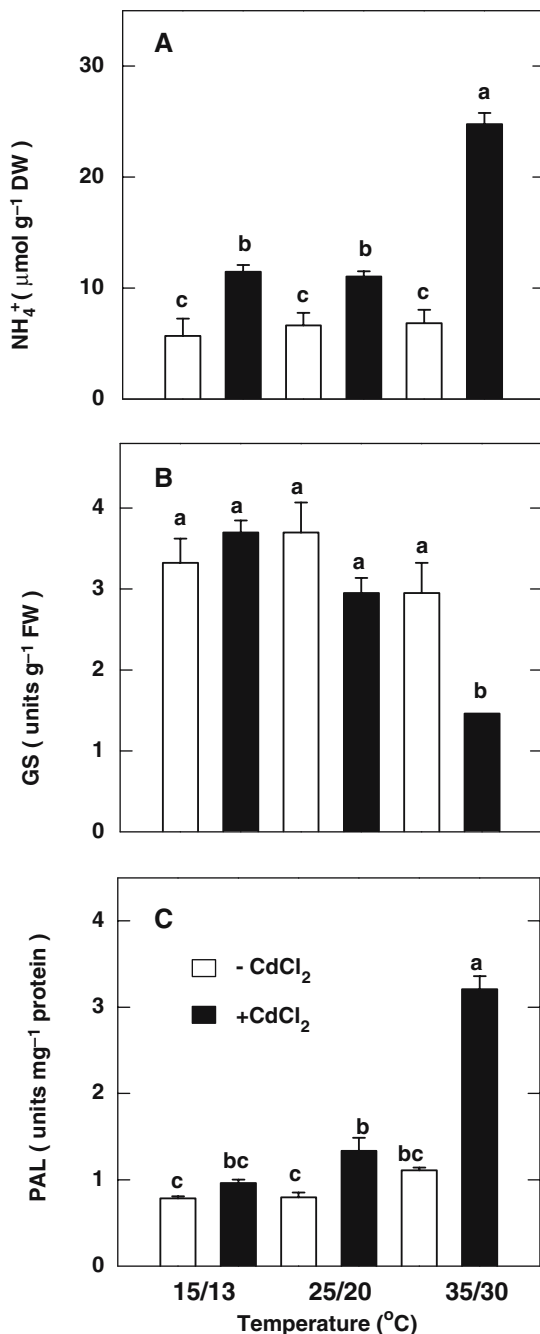 A
30
20
10
0
NH₄⁺ ( μmol g⁻¹ DW)
c
b
c
b
c
a
B
4
3
2
1
0
GS ( units g⁻¹ FW)
a
a
a
a
a
b
C
4
3
2
1
0
PAL ( units mg⁻¹ protein )
- CdCl₂
+CdCl₂
c
bc
c
b
bc
a
15/13 25/20 35/30
Temperature (°C)